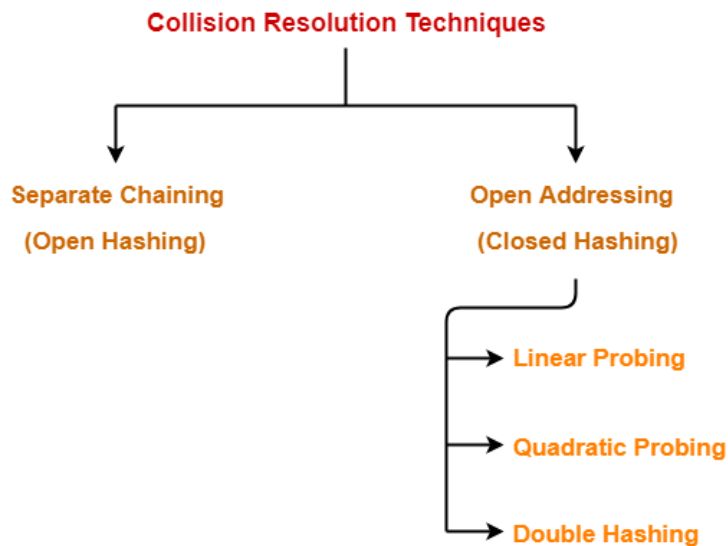 Collision Resolution Techniques
Separate Chaining
(Open Hashing)
Open Addressing
(Closed Hashing)
Linear Probing
Quadratic Probing
Double Hashing